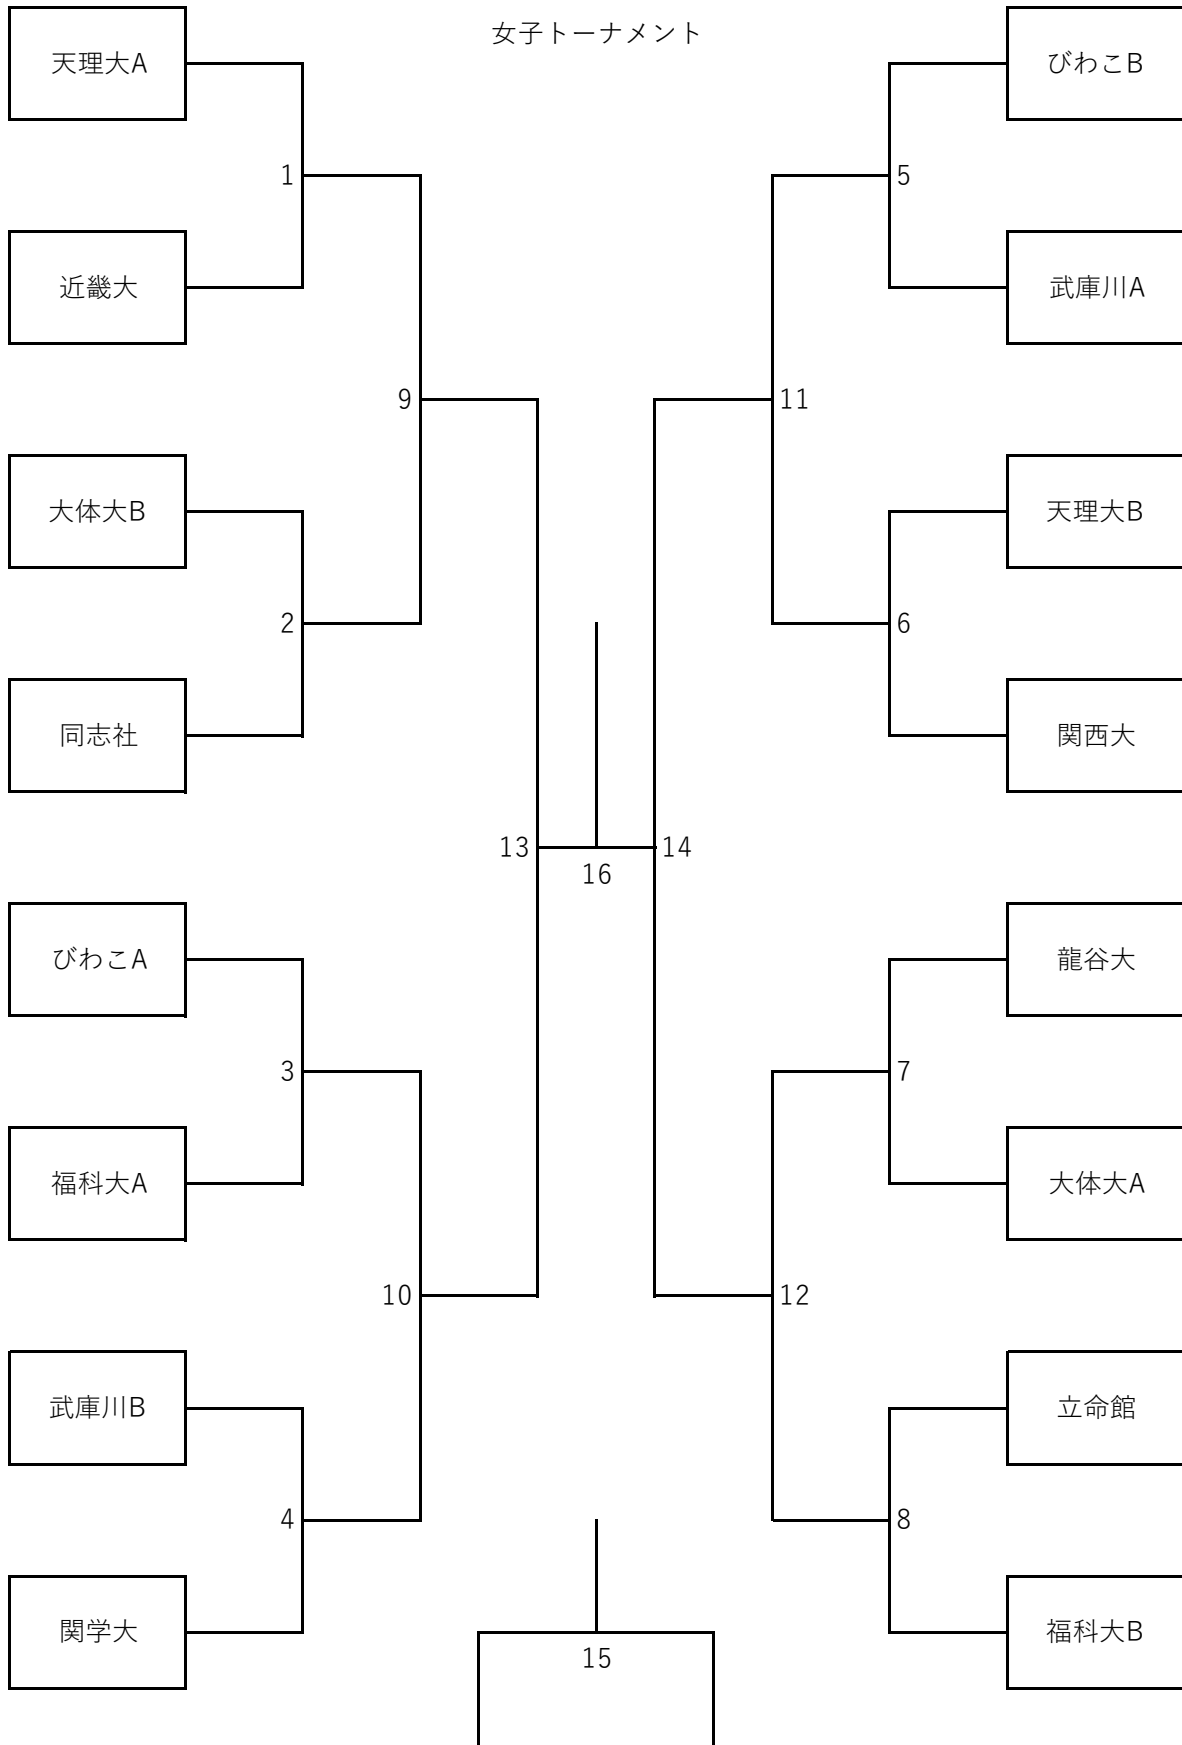 女子トーナメント
天理大A
1
近畿大
9
大体大B
2
同志社
13
びわこA
3
福科大A
10
武庫川B
4
関学大
16
15
びわこB
5
武庫川A
11
天理大B
6
関西大
14
龍谷大
7
大体大A
12
立命館
8
福科大B